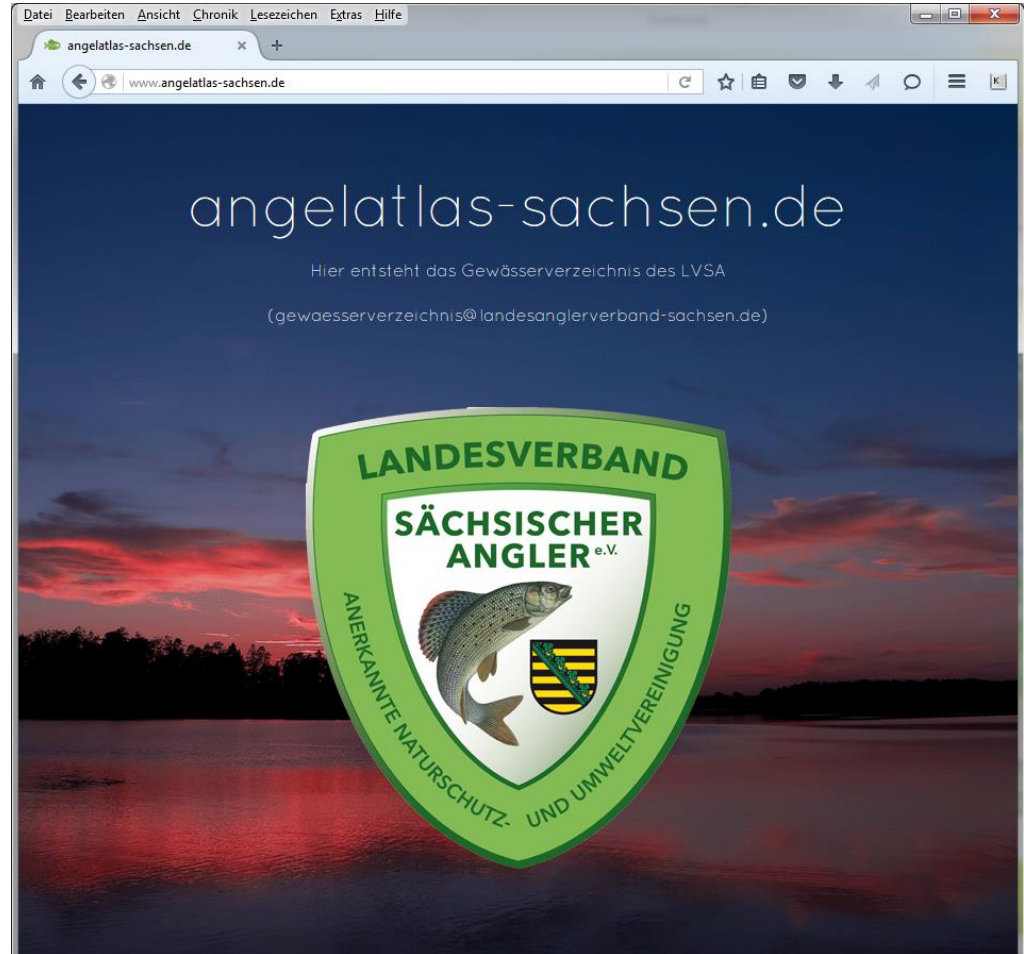 Datei Bearbeiten Ansicht Chronik Lesezeichen Extras Hilfe
angelatlas-sachsen.de
www.angelatlas-sachsen.de
K
angelatlas-sachsen.de
Hier entsteht das Gewässerverzeichnis des LVSA
(gewaesserverzeichnis@landesanglerverband-sachsen.de)
LANDESVERBAND
SÄCHSISCHER
ANGLER e.V.
ANERKANNTE NATURSCHUTZ- UND UMWELTVEREINIGUNG